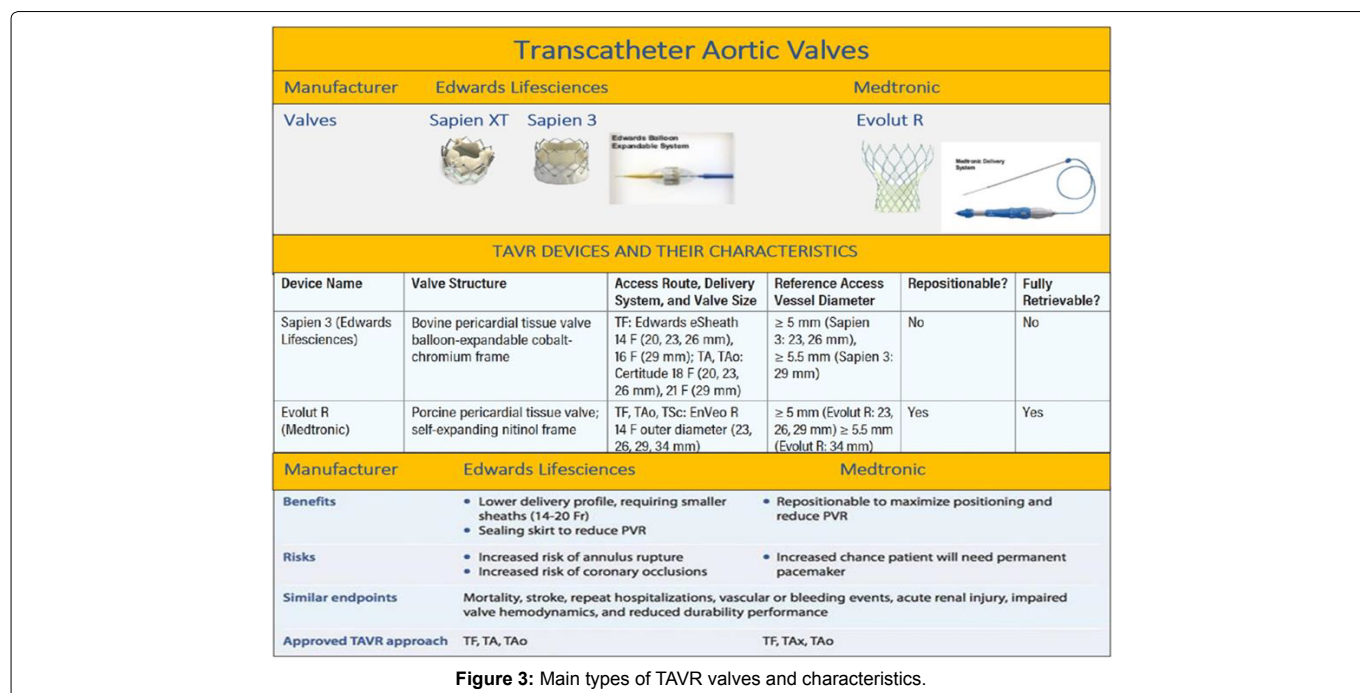 Transcatheter Aortic Valves
Manufacturer Edwards Lifesciences Medtronic
Valves Sapien XT Sapien 3 Evolut R
Edwards Balloon
Expandable System
Medtronic Delivery
System
TAVR DEVICES AND THEIR CHARACTERISTICS
Device Name Valve Structure Access Route, Delivery Reference Access Repositionable? Fully
System, and Valve Size Vessel Diameter Retrievable?
Sapien 3 (Edwards Bovine pericardial tissue valve TF: Edwards eSheath ≥ 5 mm (Sapien No No
Lifesciences) balloon-expandable cobalt- 14 F (20, 23, 26 mm), 3: 23, 26 mm),
chromium frame 16 F (29 mm); TA, TAo: ≥ 5.5 mm (Sapien 3:
Certitude 18 F (20, 23, 29 mm)
26 mm), 21 F (29 mm)
Evolut R Porcine pericardial tissue valve; TF, TAo, TSc: EnVeo R ≥ 5 mm (Evolut R: 23, Yes Yes
(Medtronic) self-expanding nitinol frame 14 F outer diameter (23, 26, 29 mm) ≥ 5.5 mm
26, 29, 34 mm) (Evolut R: 34 mm)
Manufacturer Edwards Lifesciences Medtronic
Benefits • Lower delivery profile, requiring smaller • Repositionable to maximize positioning and
sheaths (14-20 Fr) reduce PVR
• Sealing skirt to reduce PVR
Risks • Increased risk of annulus rupture • Increased chance patient will need permanent
• Increased risk of coronary occlusions pacemaker
Similar endpoints Mortality, stroke, repeat hospitalizations, vascular or bleeding events, acute renal injury, impaired
valve hemodynamics, and reduced durability performance
Approved TAVR approach TF, TA, TAo TF, TAx, TAo
Figure 3: Main types of TAVR valves and characteristics.